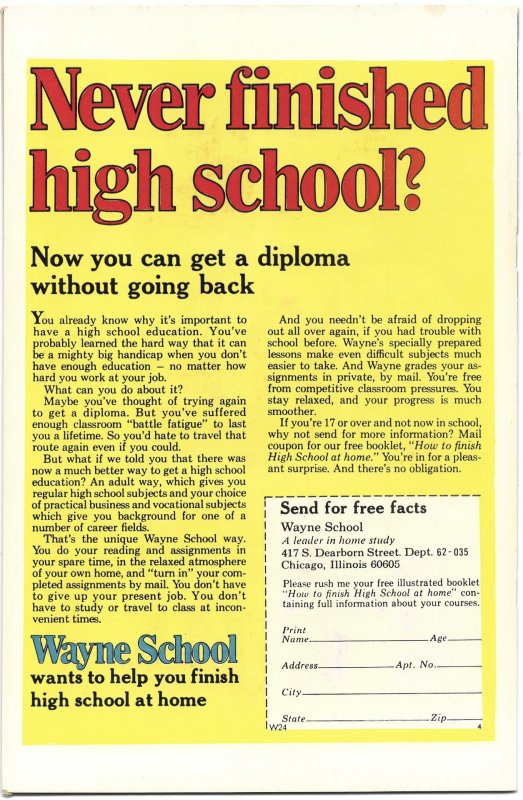 Never finished
high school?
Now you can get a diploma
without going back
You already know why it's important to
have a high school education. You've
probably learned the hard way that it can
be a mighty big handicap when you don't
have enough education – no matter how
hard you work at your job.
What can you do about it?
Maybe you've thought of trying again
to get a diploma. But you've suffered
enough classroom "battle fatigue" to last
you a lifetime. So you'd hate to travel that
route again even if you could.
But what if we told you that there was
now a much better way to get a high school
education? An adult way, which gives you
regular high school subjects and your choice
of practical business and vocational subjects
which give you background for one of a
number of career fields.
That's the unique Wayne School way.
You do your reading and assignments in
your spare time, in the relaxed atmosphere
of your own home, and "turn in" your com-
pleted assignments by mail. You don't have
to give up your present job. You don't
have to study or travel to class at incon-
venient times.
Wayne School
wants to help you finish
high school at home
And you needn't be afraid of dropping
out all over again, if you had trouble with
school before. Wayne's specially prepared
lessons make even difficult subjects much
easier to take. And Wayne grades your as-
signments in private, by mail. You're free
from competitive classroom pressures. You
stay relaxed, and your progress is much
smoother.
If you're 17 or over and not now in school,
why not send for more information? Mail
coupon for our free booklet, "How to finish
High School at home." You're in for a pleas-
ant surprise. And there's no obligation.
Send for free facts
Wayne School
A leader in home study
417 S. Dearborn Street. Dept. 62-035
Chicago, Illinois 60605
Please rush me your free illustrated booklet
"How to finish High School at home" con-
taining full information about your courses.
Print
Name Age
Address Apt. No.
City
State Zip
W24 4